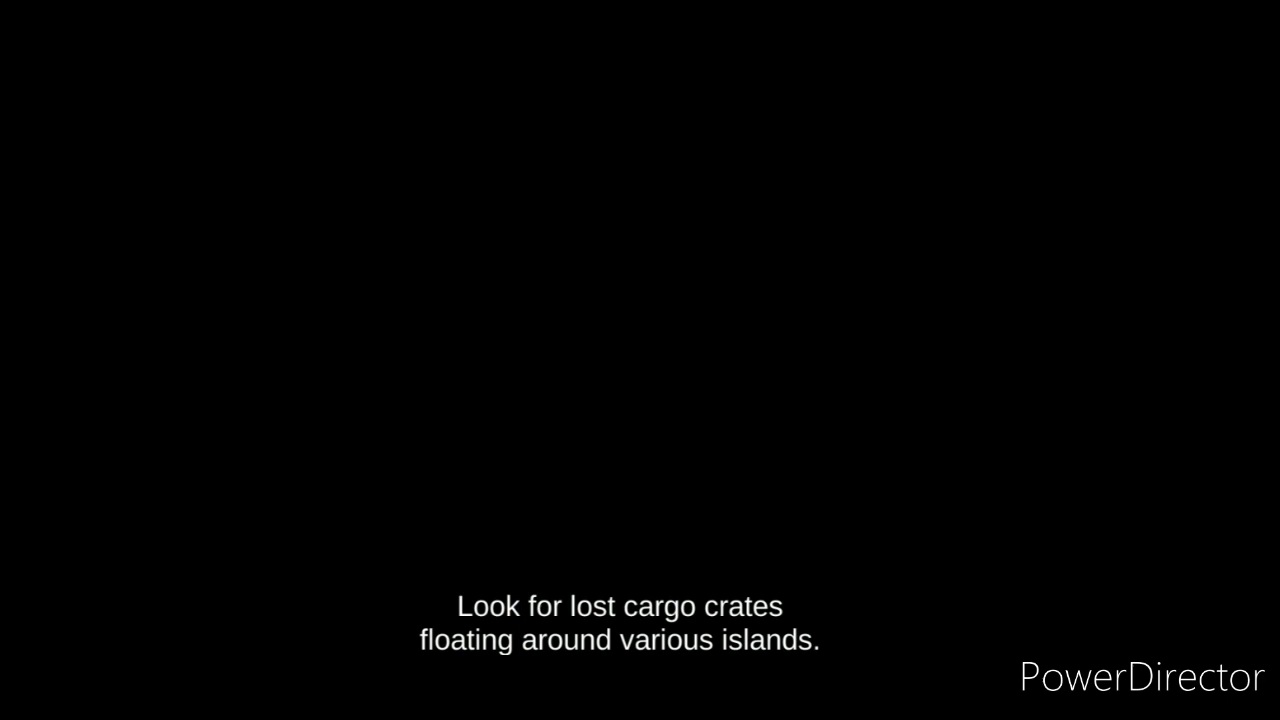 Look for lost cargo crates
floating around various islands.
PowerDirector